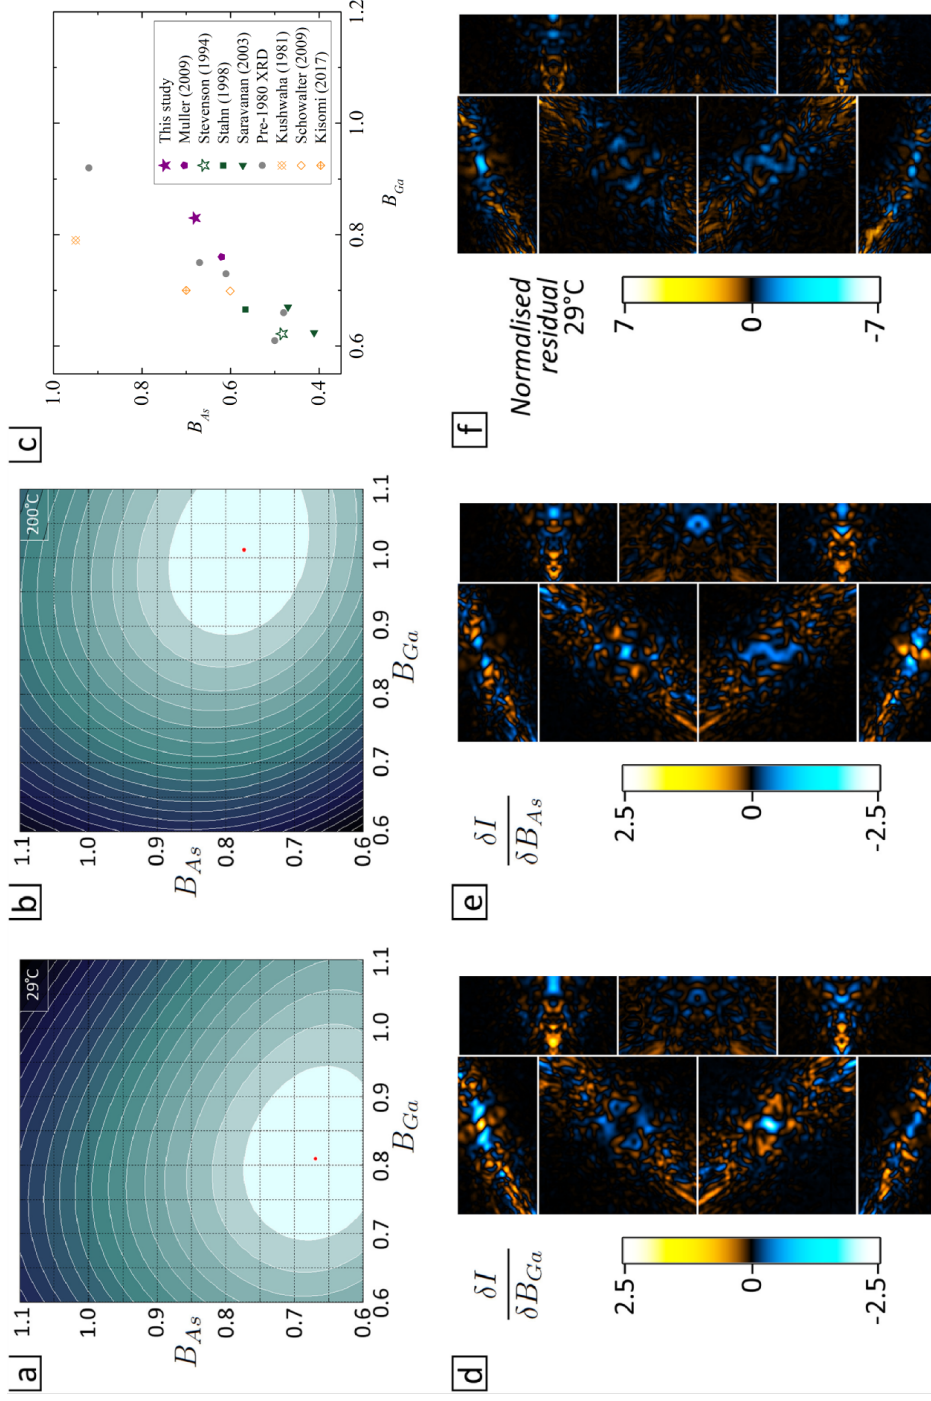 a
29°C
1.1
1.0
0.9
0.8
0.7
0.6
B_As
0.6
0.7
0.8
0.9
1.0
1.1
B_Ga
b
200°C
1.1
1.0
0.9
0.8
0.7
0.6
B_As
0.6
0.7
0.8
0.9
1.0
1.1
B_Ga
c
1.0
0.8
0.6
0.4
B_As
0.6
0.8
1.0
1.2
B_Ga
This study
Muller (2009)
Stevenson (1994)
Stahn (1998)
Saravanan (2003)
Pre-1980 XRD
Kushwaha (1981)
Schowalter (2009)
Kisomi (2017)
d
δI
δB_Ga
2.5
0
-2.5
e
δI
δB_As
2.5
0
-2.5
f
Normalised
residual
29°C
7
0
-7